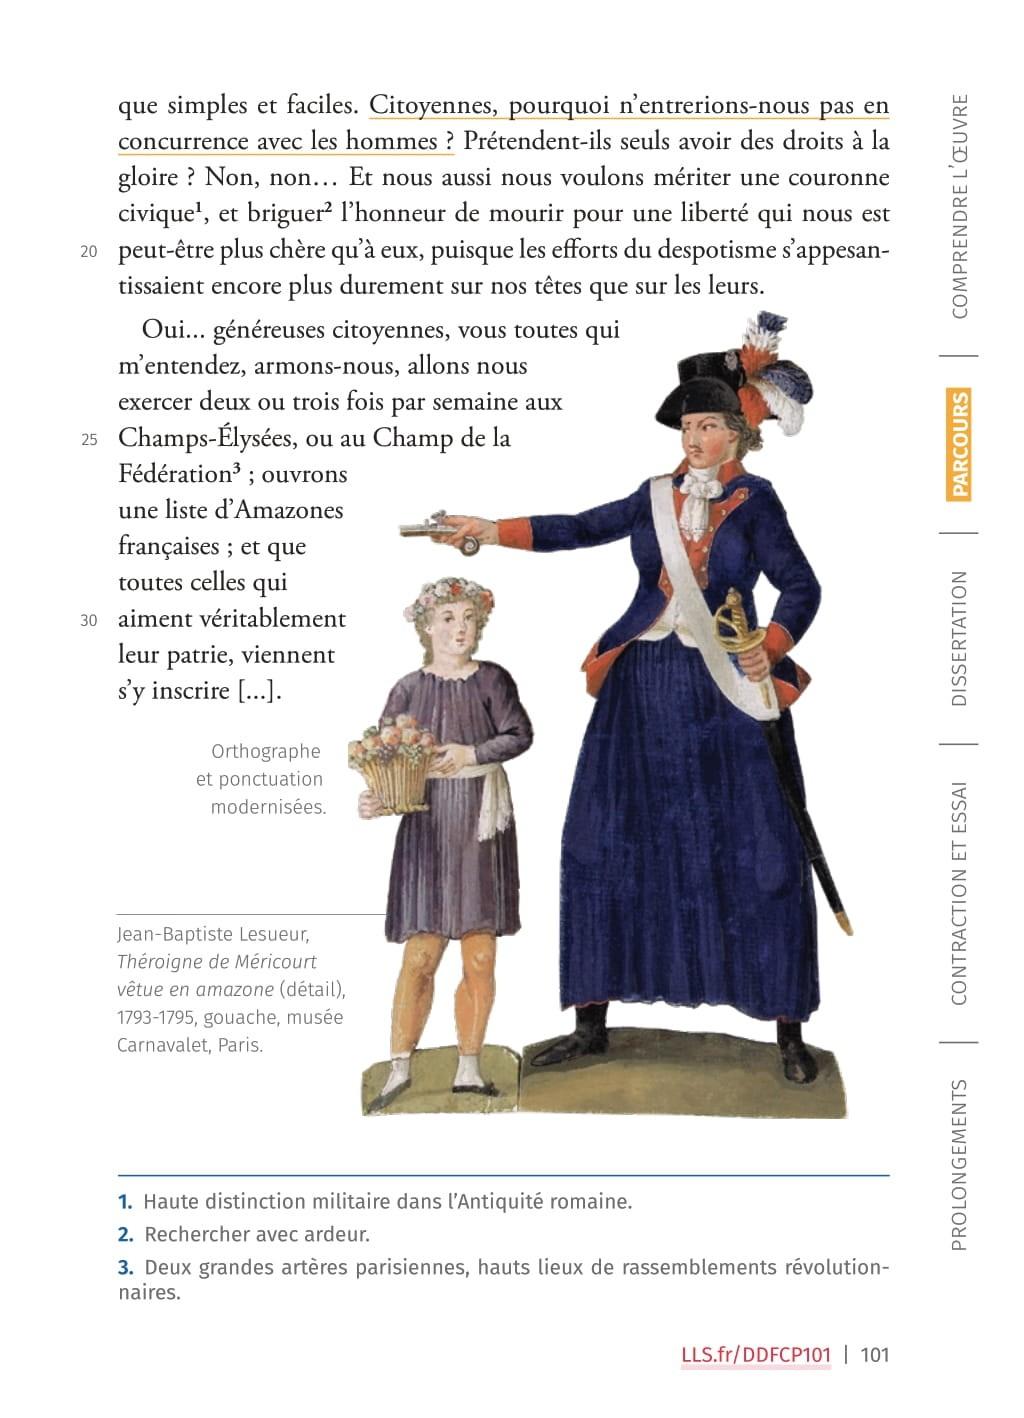 que simples et faciles. Citoyennes, pourquoi n’entrerions-nous pas en
concurrence avec les hommes ? Prétendent-ils seuls avoir des droits à la
gloire ? Non, non… Et nous aussi nous voulons mériter une couronne
civique¹, et briguer² l’honneur de mourir pour une liberté qui nous est
20 peut-être plus chère qu’à eux, puisque les efforts du despotisme s’appesan-
tissaient encore plus durement sur nos têtes que sur les leurs.
Oui... généreuses citoyennes, vous toutes qui
m’entendez, armons-nous, allons nous
exercer deux ou trois fois par semaine aux
25 Champs-Élysées, ou au Champ de la
Fédération³ ; ouvrons
une liste d’Amazones
françaises ; et que
toutes celles qui
30 aiment véritablement
leur patrie, viennent
s’y inscrire [...].
Orthographe
et ponctuation
modernisées.
Jean-Baptiste Lesueur,
Théroigne de Méricourt
vêtue en amazone (détail),
1793-1795, gouache, musée
Carnavalet, Paris.
1. Haute distinction militaire dans l’Antiquité romaine.
2. Rechercher avec ardeur.
3. Deux grandes artères parisiennes, hauts lieux de rassemblements révolution-
naires.
LLS.fr/DDFCP101 | 101
COMPRENDRE L’ŒUVRE
PARCOURS
DISSERTATION
CONTRACTION ET ESSAI
PROLONGEMENTS